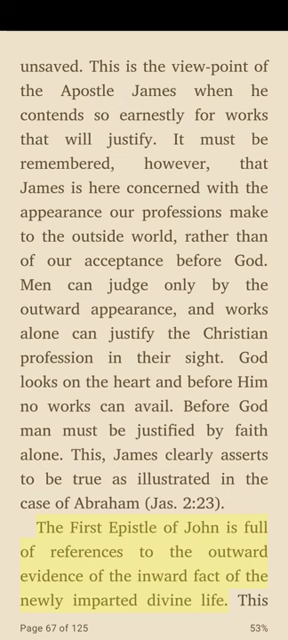 unsaved. This is the view-point of
the Apostle James when he
contends so earnestly for works
that will justify. It must be
remembered, however, that
James is here concerned with the
appearance our professions make
to the outside world, rather than
of our acceptance before God.
Men can judge only by the
outward appearance, and works
alone can justify the Christian
profession in their sight. God
looks on the heart and before Him
no works can avail. Before God
man must be justified by faith
alone. This, James clearly asserts
to be true as illustrated in the
case of Abraham (Jas. 2:23).
The First Epistle of John is full
of references to the outward
evidence of the inward fact of the
newly imparted divine life. This
Page 67 of 125 53%